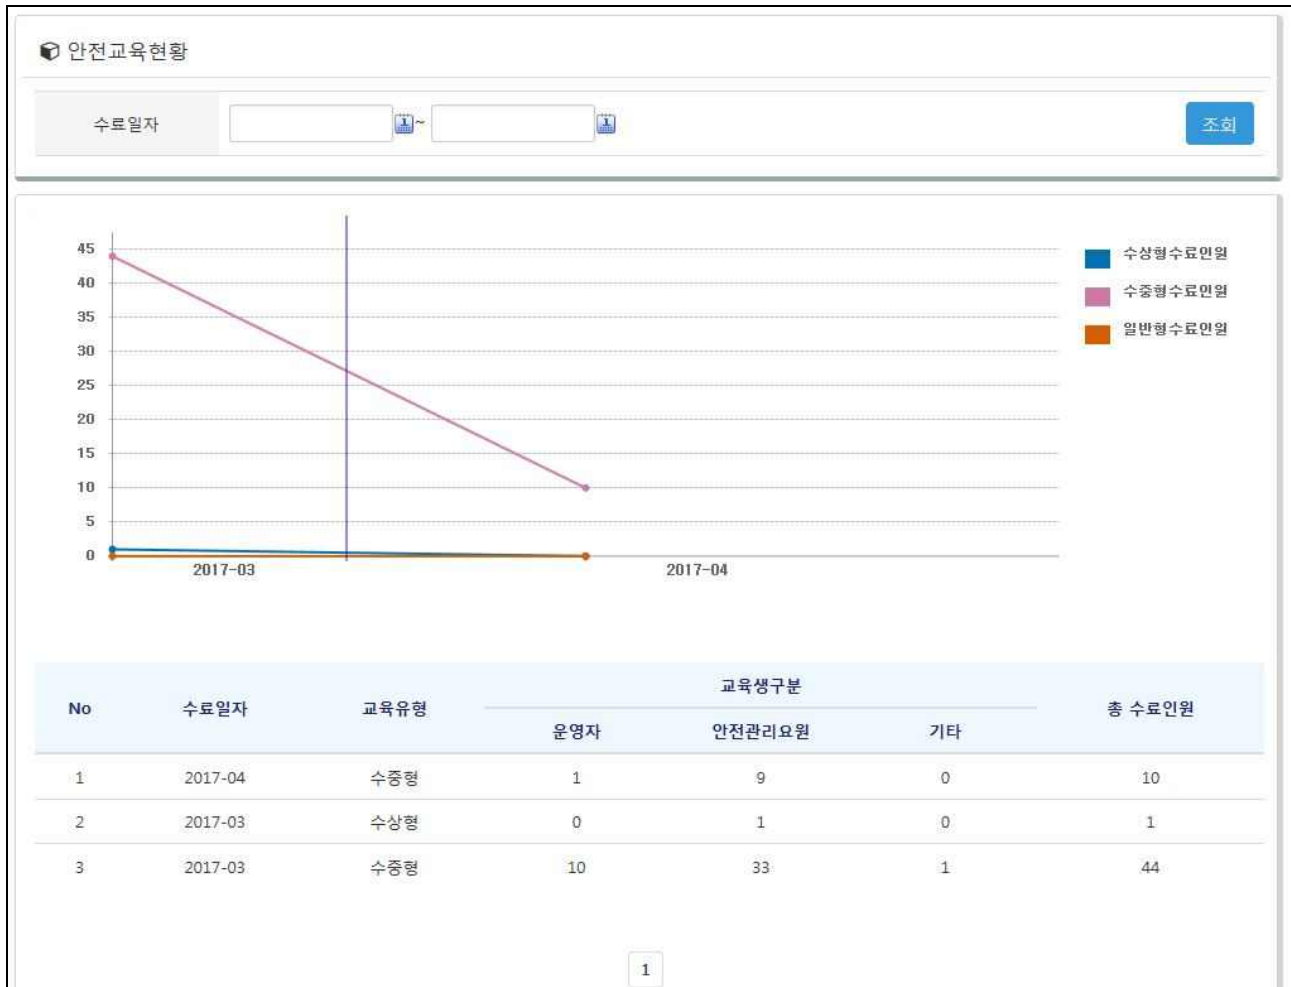 안전교육현황
수료일자 ~ 조회
45
40
35
30
25
20
15
10
5
0
2017-03 2017-04
수상형수료인원
수중형수료인원
일반형수료인원
No 수료일자 교육유형 교육생구분 총 수료인원
운영자 안전관리요원 기타
1 2017-04 수중형 1 9 0 10
2 2017-03 수상형 0 1 0 1
3 2017-03 수중형 10 33 1 44
1